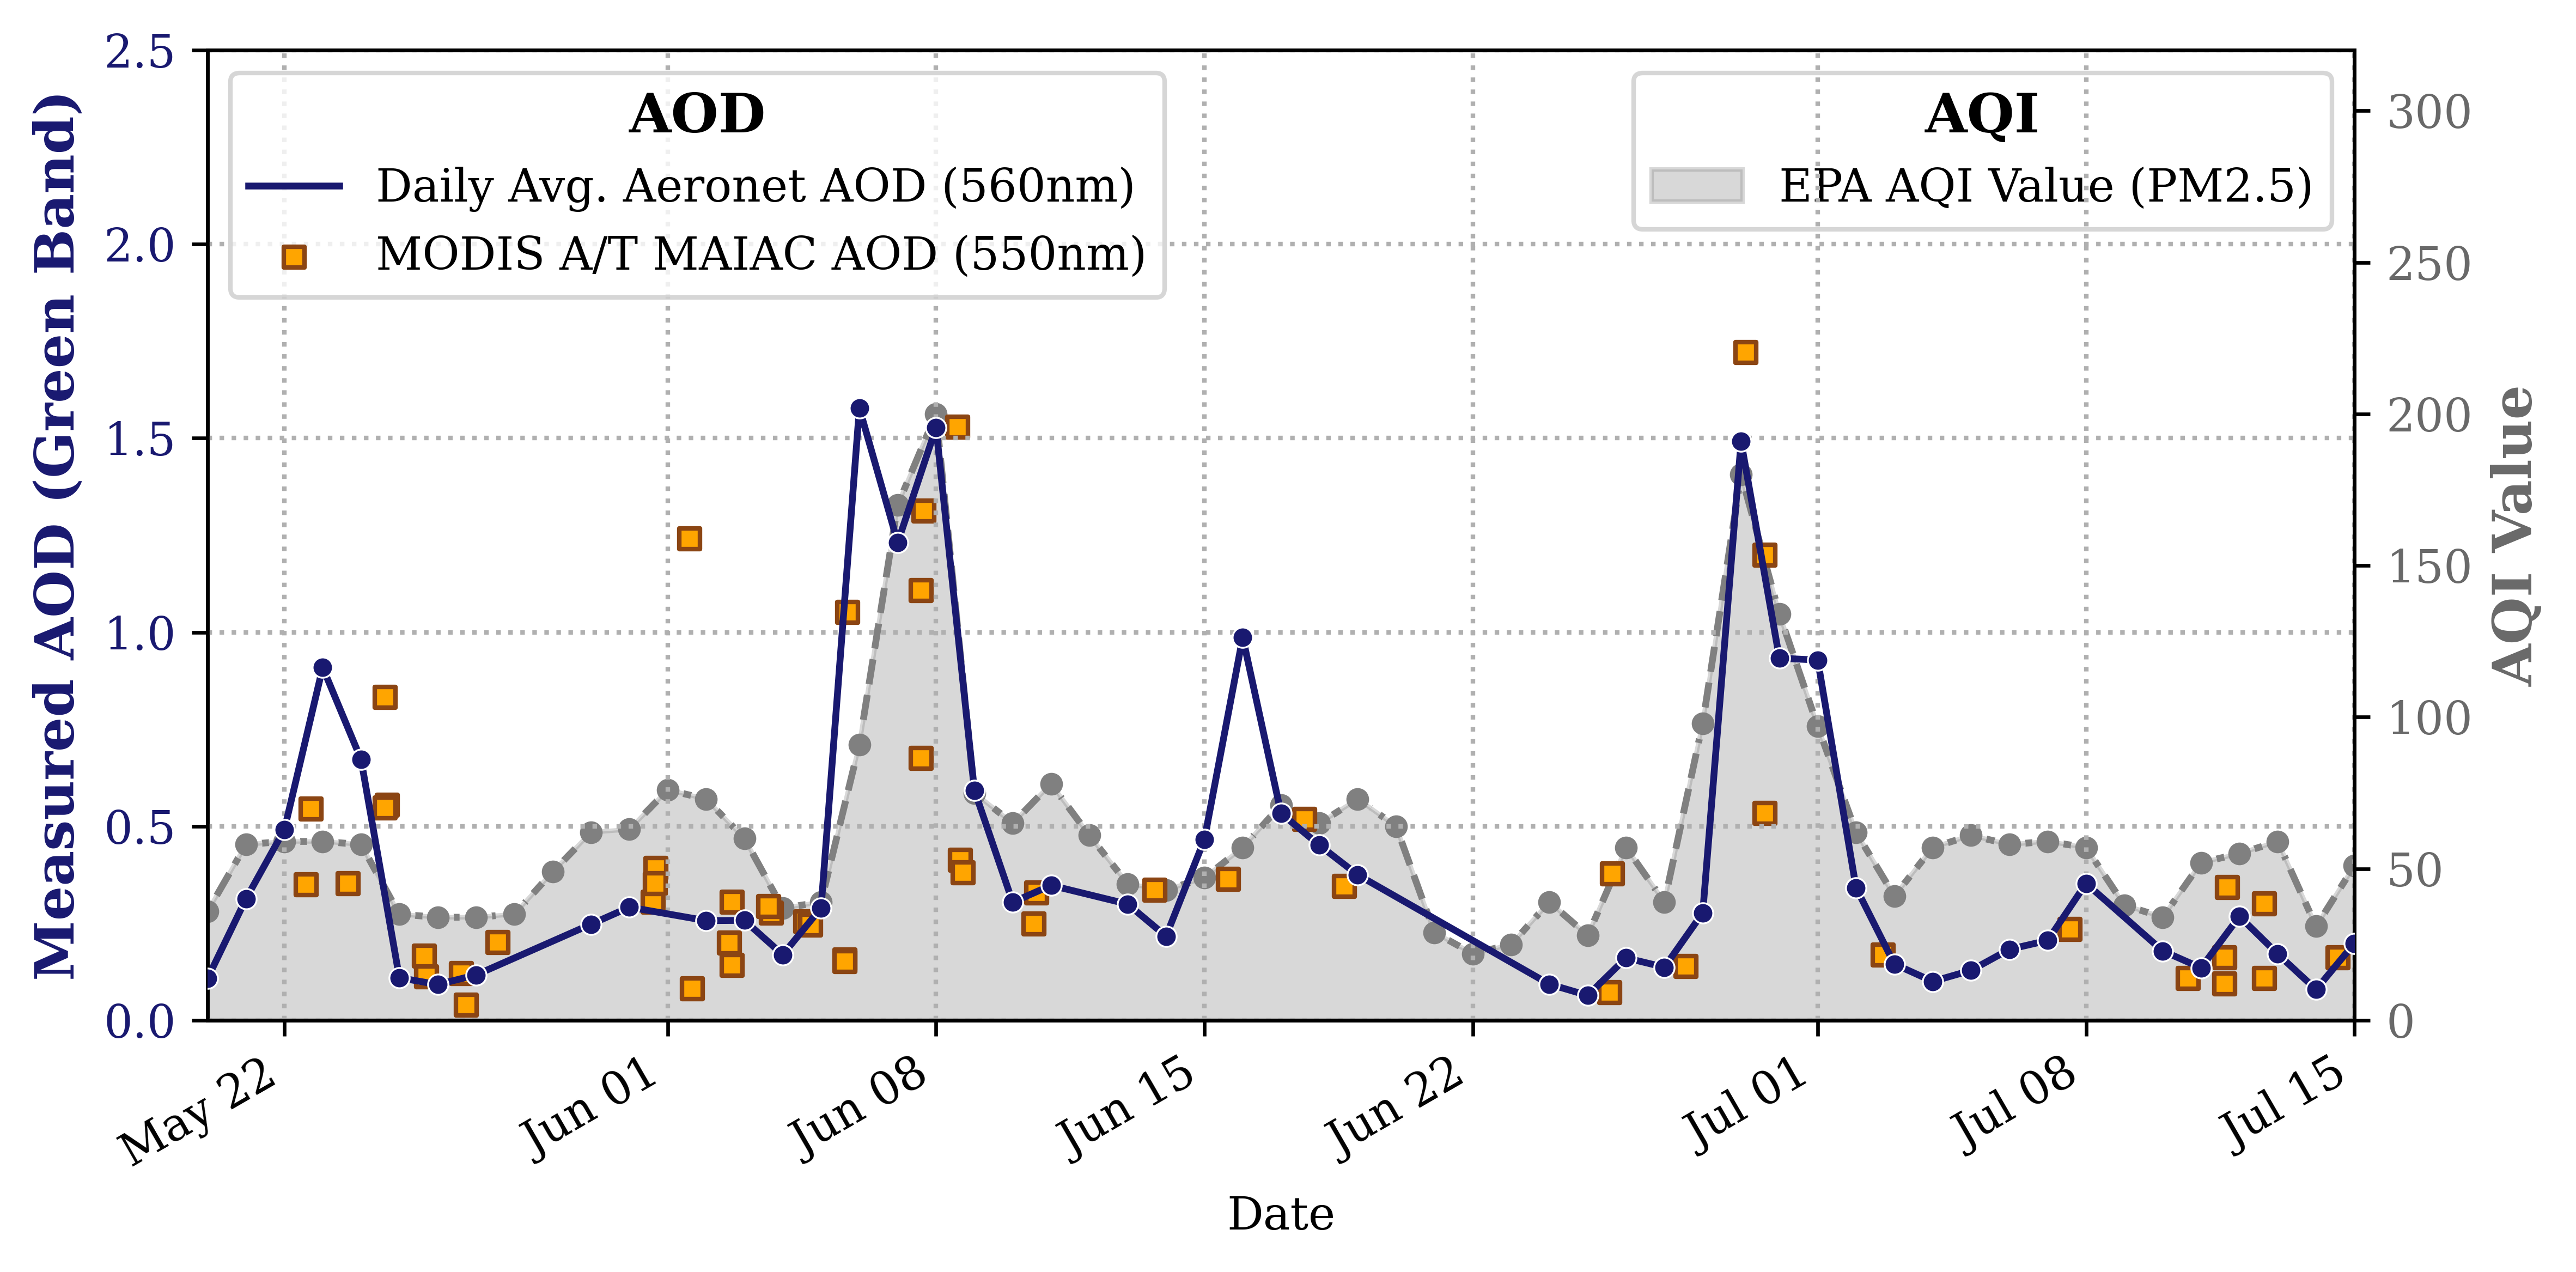 2.5
2.0
1.5
1.0
0.5
0.0
Measured AOD (Green Band)
AOD
Daily Avg. Aeronet AOD (560nm)
MODIS A/T MAIAC AOD (550nm)
AQI
EPA AQI Value (PM2.5)
300
250
200
150
100
50
0
AQI Value
May 22
Jun 01
Jun 08
Jun 15
Jun 22
Jul 01
Jul 08
Jul 15
Date